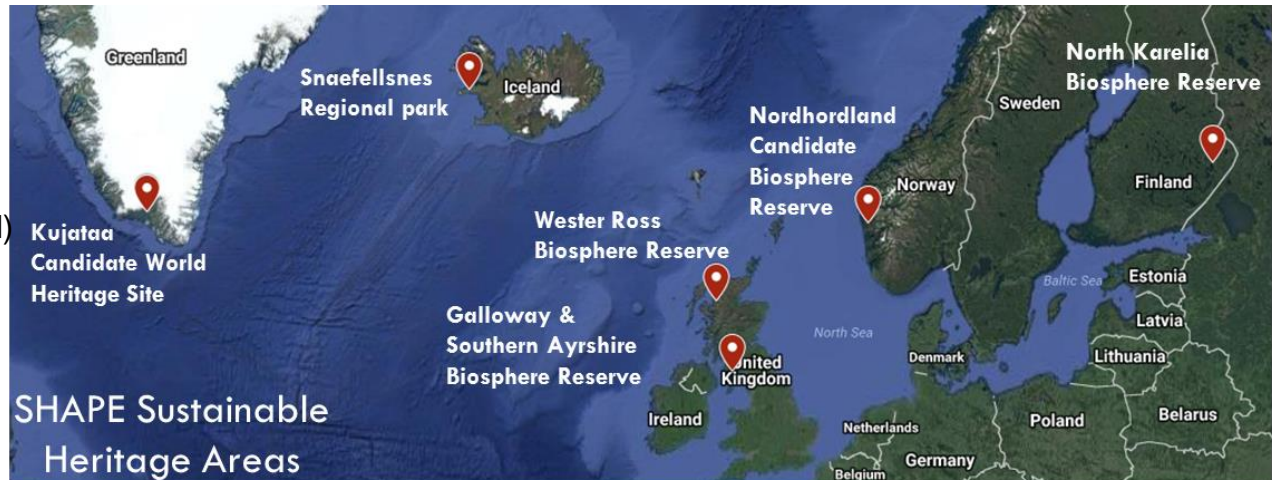 Greenland
Snaefellsnes
Regional park
Iceland
North Karelia
Biosphere Reserve
Sweden
Nordhordland
Candidate
Biosphere
Reserve
Norway
Finland
Kujataa
Candidate World
Heritage Site
Wester Ross
Biosphere Reserve
Galloway &
Southern Ayrshire
Biosphere Reserve
Baltic Sea
Estonia
Latvia
Lithuania
North Sea
Denmark
United
Kingdom
Ireland
Netherlands
Poland
Belarus
Germany
Belgium
SHAPE Sustainable
Heritage Areas